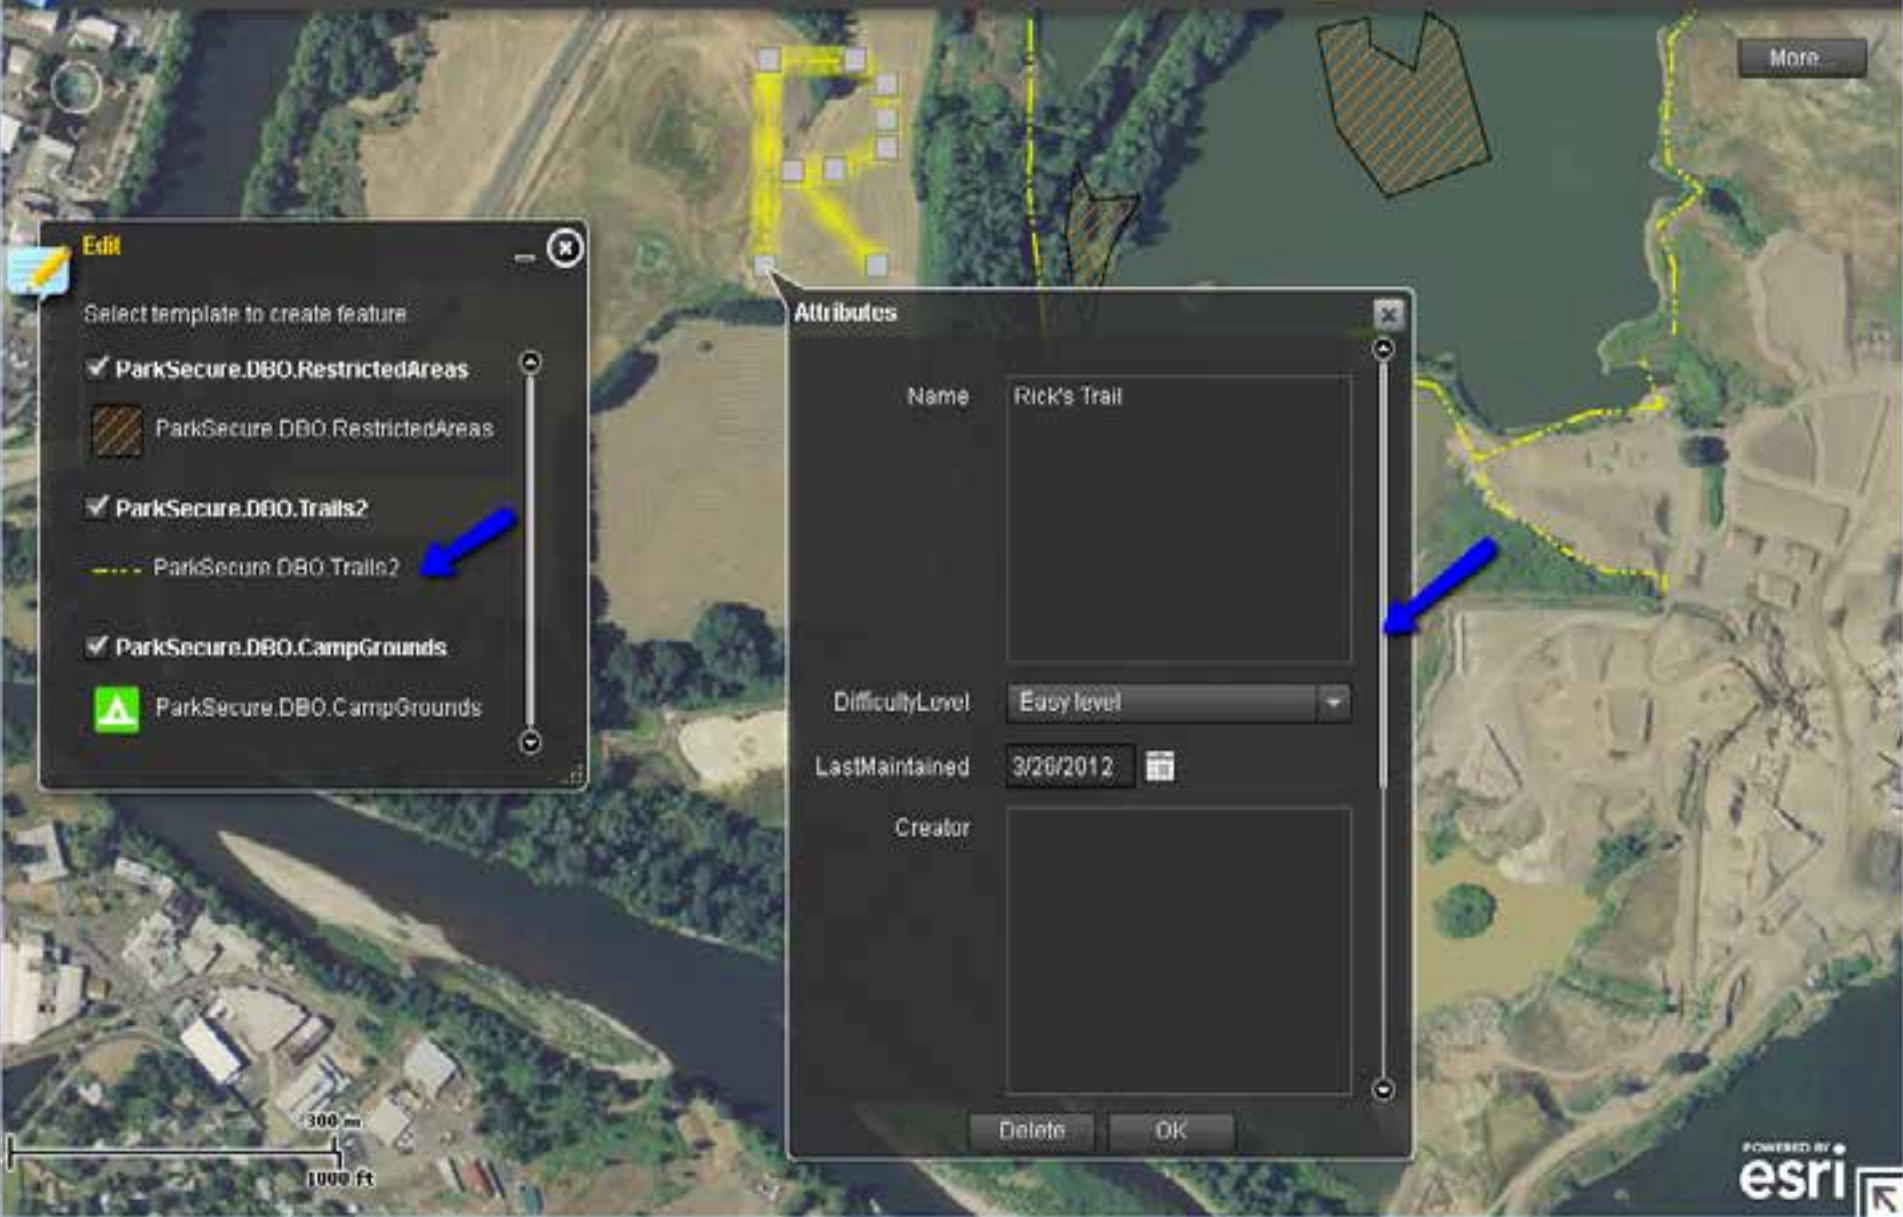 More...
Edit
Select template to create feature
ParkSecure.DBO.RestrictedAreas
ParkSecure.DBO.RestrictedAreas
ParkSecure.DBO.Trails2
ParkSecure.DBO.Trails2
ParkSecure.DBO.CampGrounds
ParkSecure.DBO.CampGrounds
Attributes
Name
Rick's Trail
DifficultyLevel
Easy level
LastMaintained
3/26/2012
Creator
Delete
OK
300 m
1000 ft
POWERED BY
esri